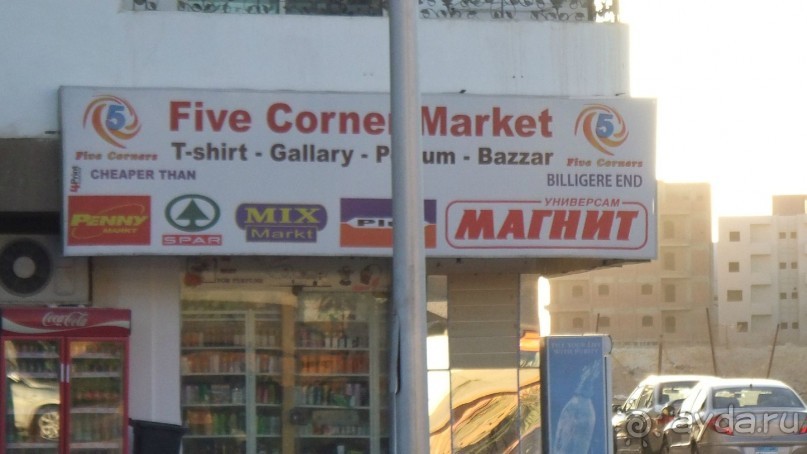 5 Five Corner Market 5
Five Corners T-shirt - Gallary - P um - Bazzar Five Corners
CHEAPER THAN BILLIGERE END
PENNY MARKT
SPAR
MIX Markt
УНИВЕРСАМ
МАГНИТ
Coca-Cola
ayda.ru